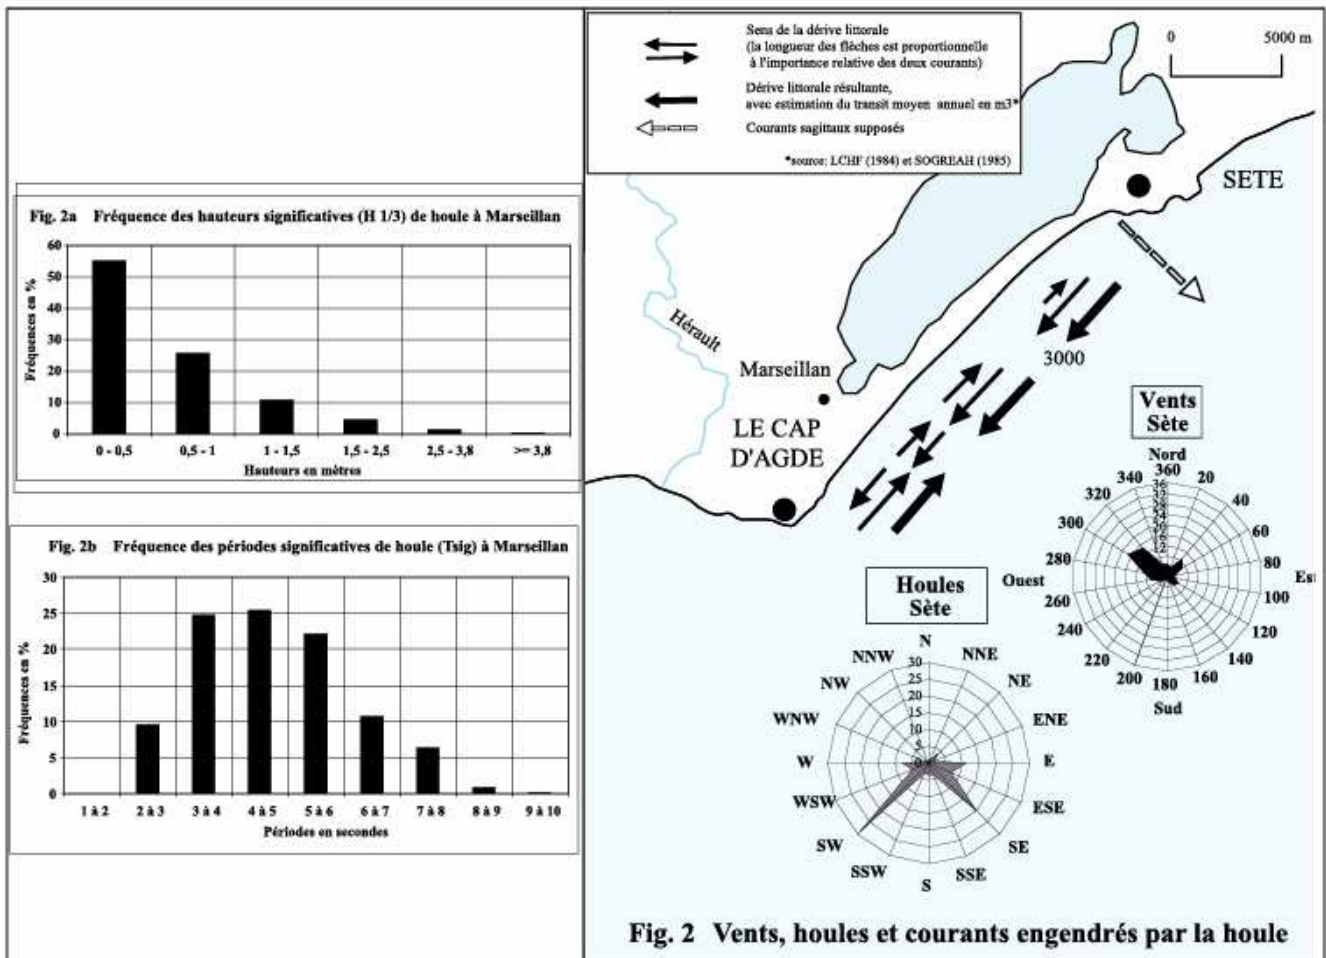 Fig. 2a Fréquence des hauteurs significatives (H 1/3) de houle à Marseillan
Fréquences en %
60
50
40
30
20
10
0
0 - 0,5
0,5 - 1
1 - 1,5
1,5 - 2,5
2,5 - 3,8
>= 3,8
Hauteurs en mètres
Fig. 2b Fréquence des périodes significatives de houle (Tsig) à Marseillan
Fréquences en %
30
25
20
15
10
5
0
1 à 2
2 à 3
3 à 4
4 à 5
5 à 6
6 à 7
7 à 8
8 à 9
9 à 10
Périodes en secondes
Sens de la dérive littorale
(la longueur des flèches est proportionnelle
à l'importance relative des deux courants)
Dérive littorale résultante,
avec estimation du transit moyen annuel en m3*
Courants sagittaux supposés
*source: LCHF (1984) et SOGREAH (1985)
0 5000 m
SETE
Hérault
Marseillan
LE CAP
D'AGDE
3000
Vents
Sète
Nord
360
20
40
60
80
Es
100
120
140
160
180
Sud
200
220
240
260
Ouest
280
300
320
340
36
Houles
Sète
N
NNE
NE
ENE
E
ESE
SE
SSE
S
SSW
SW
WSW
W
WNW
NW
NNW
30
25
20
15
10
5
0
Fig. 2 Vents, houles et courants engendrés par la houle